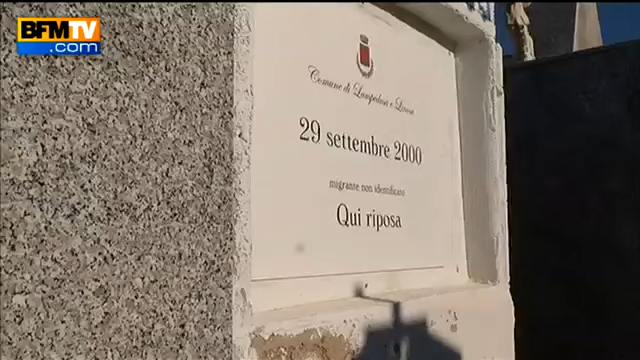 BFMTV
.com
Comune di Lampedusa e Linosa
29 settembre 2000
migrante non identificato
Qui riposa